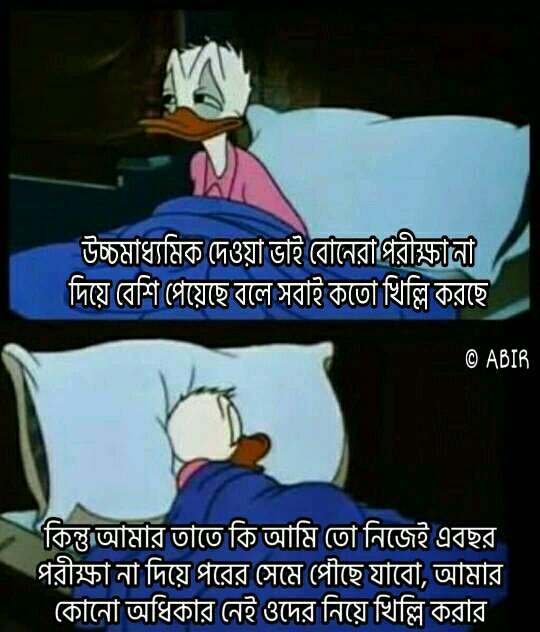 উচ্চমাধ্যমিক দেওয়া ভাই বোনেরা পরীক্ষা না
দিয়ে বেশি পেয়েছে বলে সবাই কতো খিল্লি করছে
© ABIR
কিন্তু আমার তাতে কি আমি তো নিজেই এবছর
পরীক্ষা না দিয়ে পরের সেমে পৌছে যাবো, আমার
কোনো অধিকার নেই ওদের নিয়ে খিল্লি করার